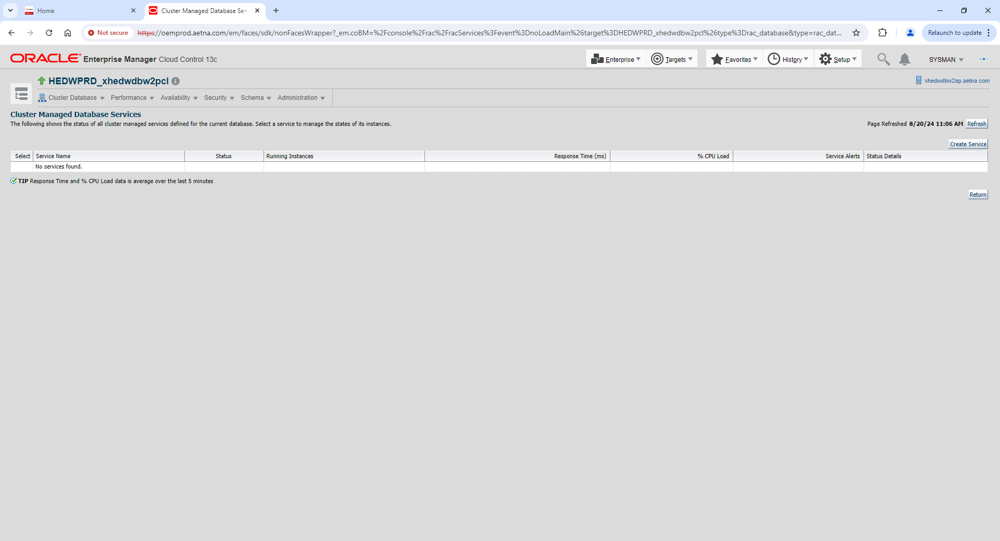 Home
Cluster Managed Database Ser
Not secure https://oemprod.aetna.com/em/faces/sdk/nonFacesWrapper?_em.coBM=%2Fconsole%2Frac%2FracServices%3Fevent%3DnoLoadMain%26target%3DHEDWPRD_xhedwdbw2pcl%26type%3Drac_database&type=rac_dat... Relaunch to update
ORACLE Enterprise Manager Cloud Control 13c Enterprise Targets Favorites History Setup SYSMAN
HEDWPRD_xhedwdbw2pcl xhedwdbw2ap.aetna.com
Cluster Database Performance Availability Security Schema Administration
Cluster Managed Database Services
The following shows the status of all cluster managed services defined for the current database. Select a service to manage the states of its instances. Page Refreshed 8/20/24 11:06 AM Refresh
Create Service
Select Service Name Status Running Instances Response Time (ms) % CPU Load Service Alerts Status Details
No services found.
TIP Response Time and % CPU Load data is average over the last 5 minutes
Return